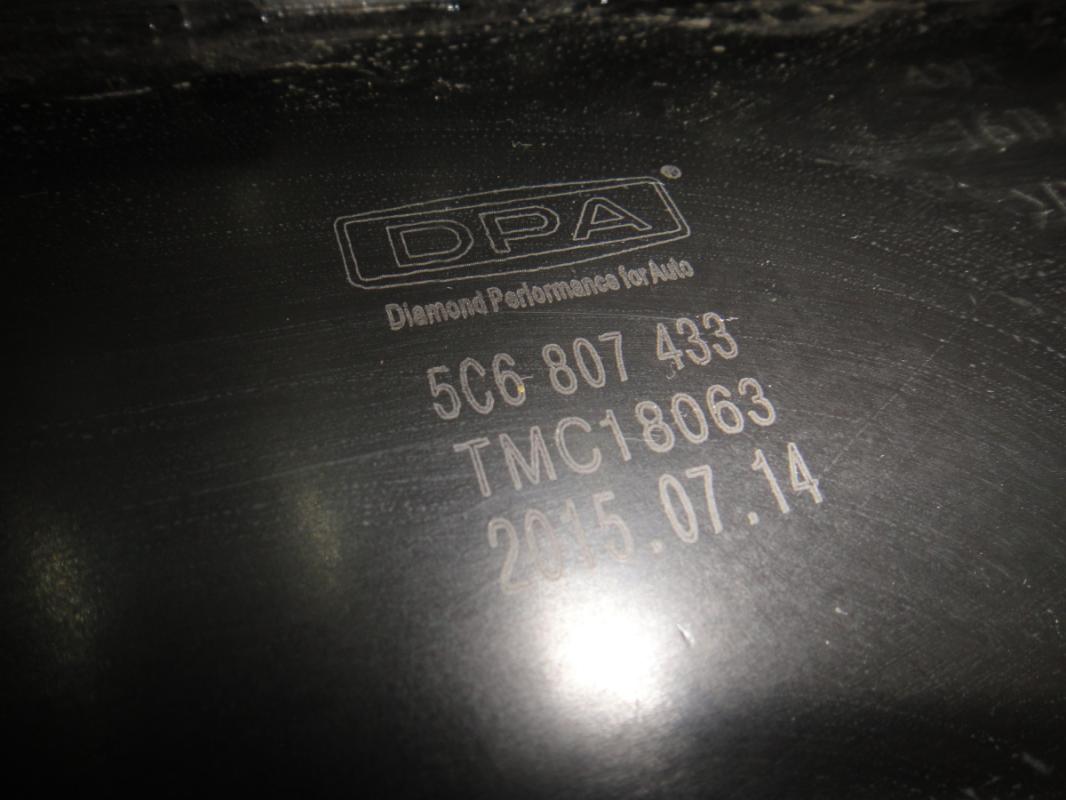 DPA
Diamond Performance for Auto
5C6 807 433
TMC18063
2015.07.14